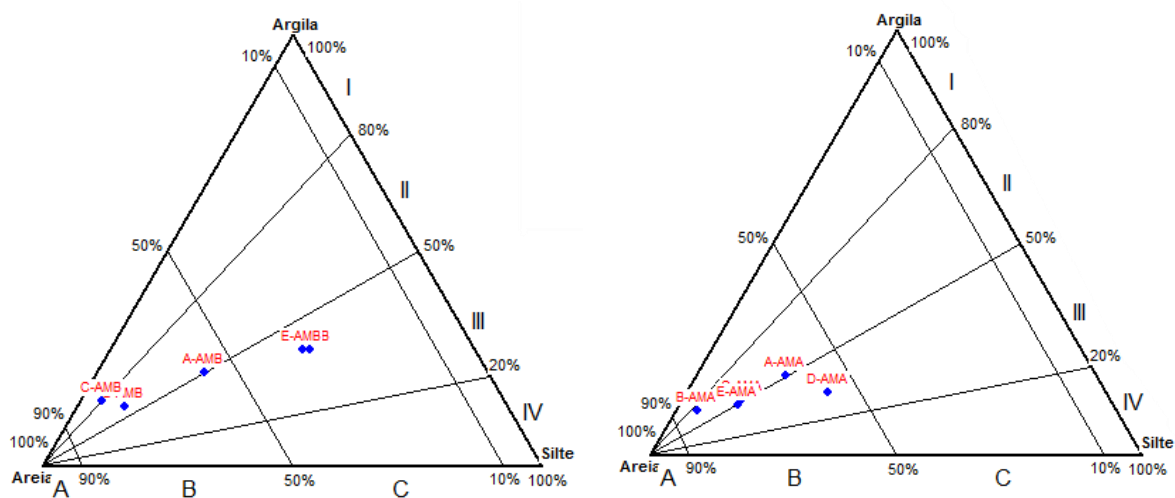 Argila
100%
10%
I
80%
II
50%
50%
III
E-AMBB
A-AMB
20%
C-AMB
90%
IV
100%
Silte
Areia
A
90%
B
50%
C
10%
100%
Argila
100%
10%
I
80%
II
50%
50%
III
A-AMA
20%
D-AMA
E-AMA
B-AMA
90%
IV
100%
Silte
Areia
A
90%
B
50%
C
10%
100%